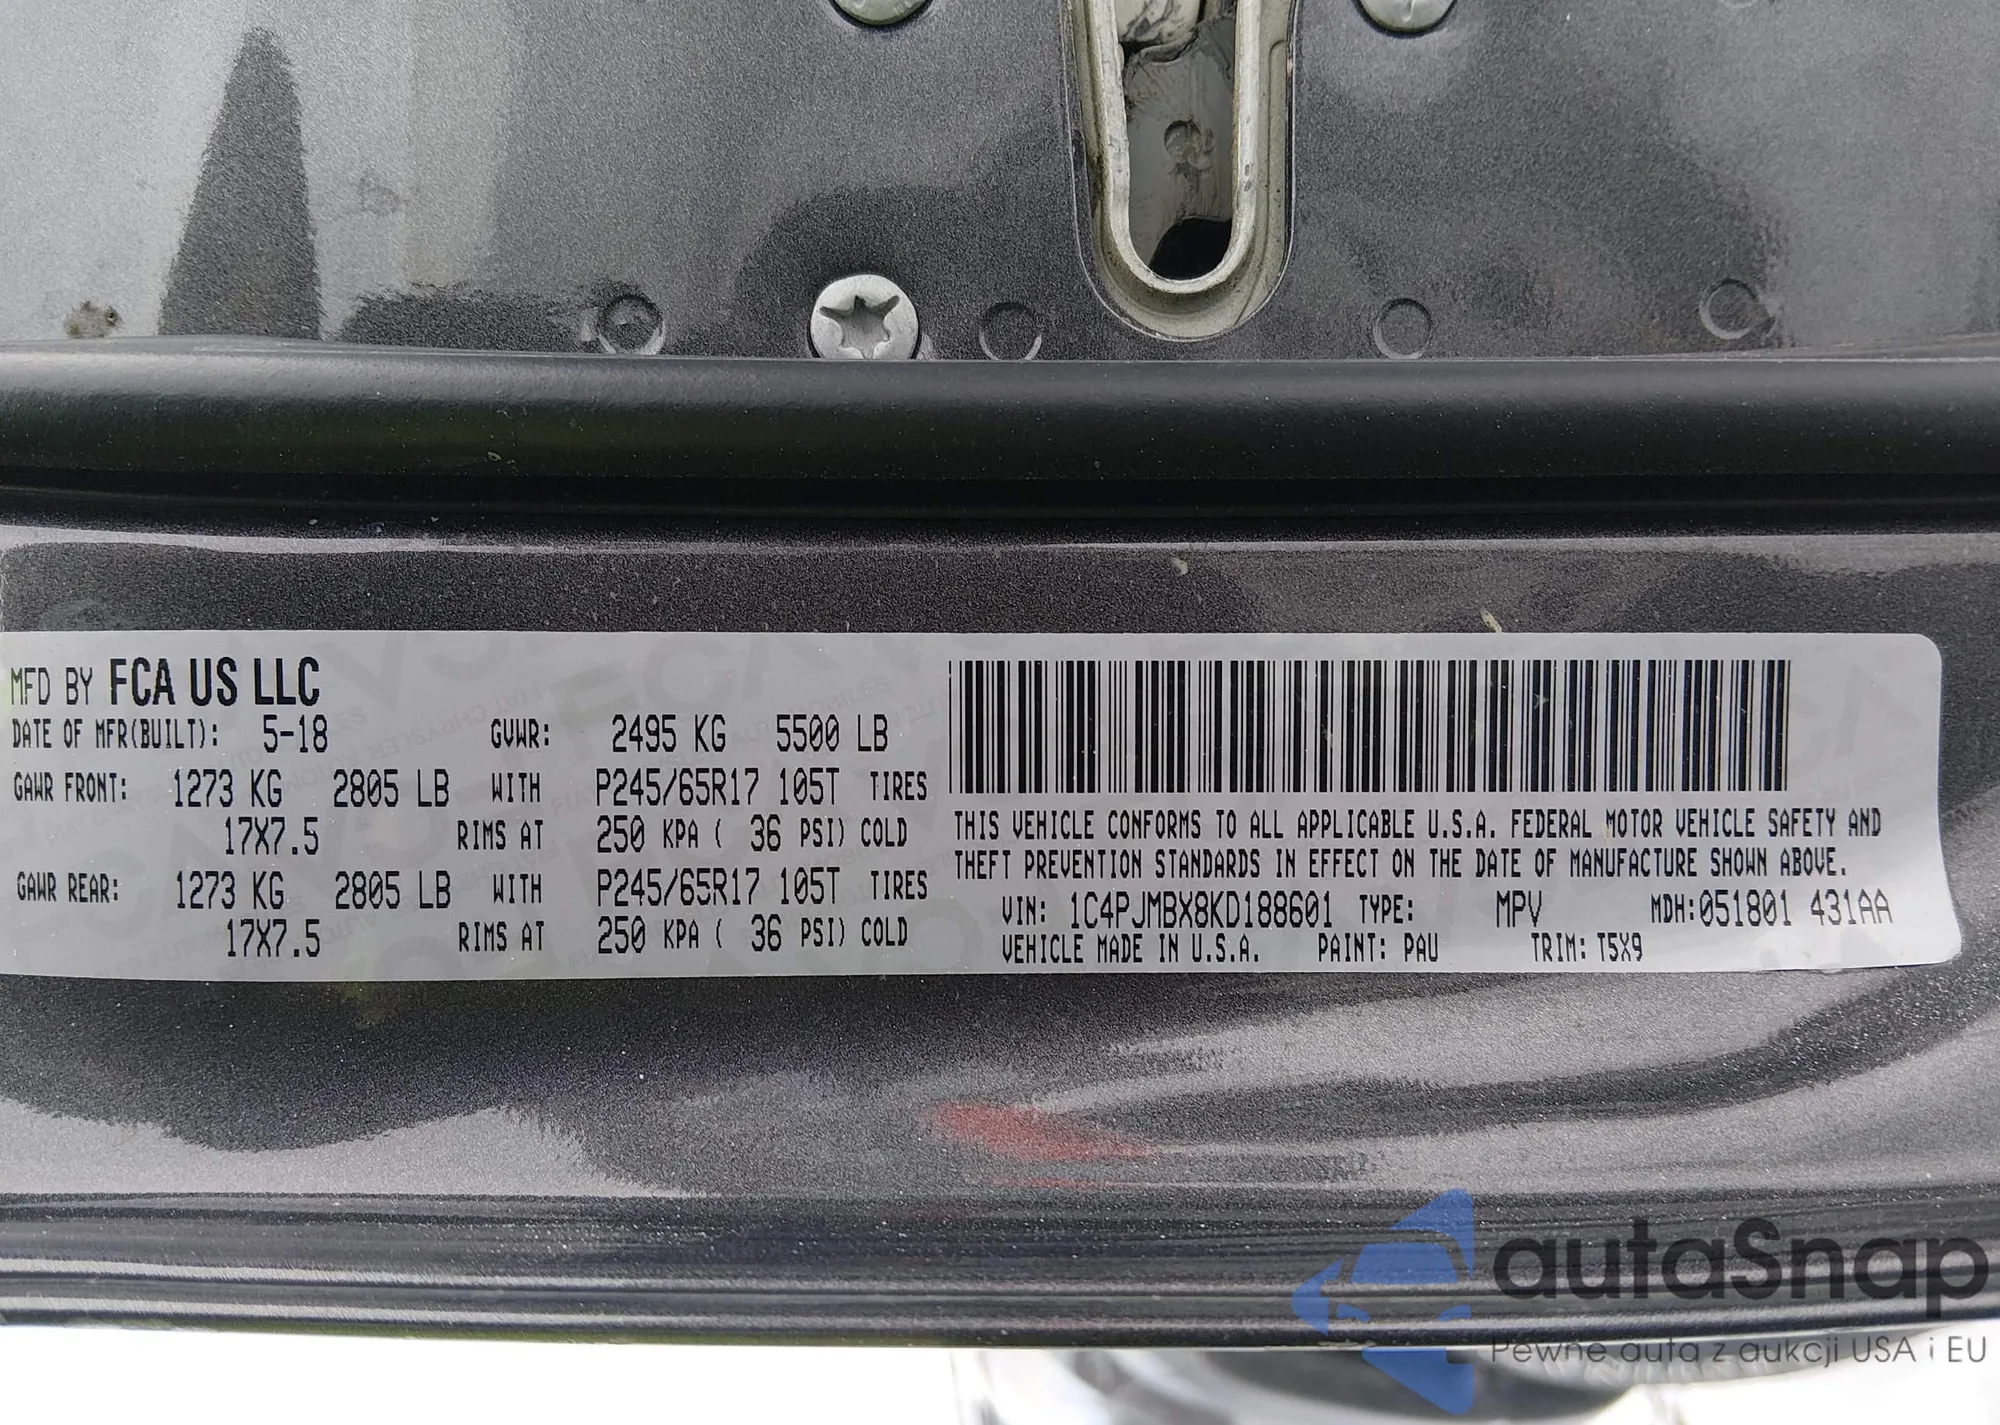 MFD BY FCA US LLC
DATE OF MFR(BUILT): 5-18 GVWR: 2495 KG 5500 LB
GAWR FRONT: 1273 KG 2805 LB WITH P245/65R17 105T TIRES
17X7.5 RIMS AT 250 KPA ( 36 PSI) COLD
GAWR REAR: 1273 KG 2805 LB WITH P245/65R17 105T TIRES
17X7.5 RIMS AT 250 KPA ( 36 PSI) COLD
THIS VEHICLE CONFORMS TO ALL APPLICABLE U.S.A. FEDERAL MOTOR VEHICLE SAFETY AND
THEFT PREVENTION STANDARDS IN EFFECT ON THE DATE OF MANUFACTURE SHOWN ABOVE.
VIN: 1C4PJMBX8KD188601 TYPE: MPV MDH:051801 431AA
VEHICLE MADE IN U.S.A. PAINT: PAU TRIM: T5X9
autaSnap
Pewne auta z aukcji USA i EU